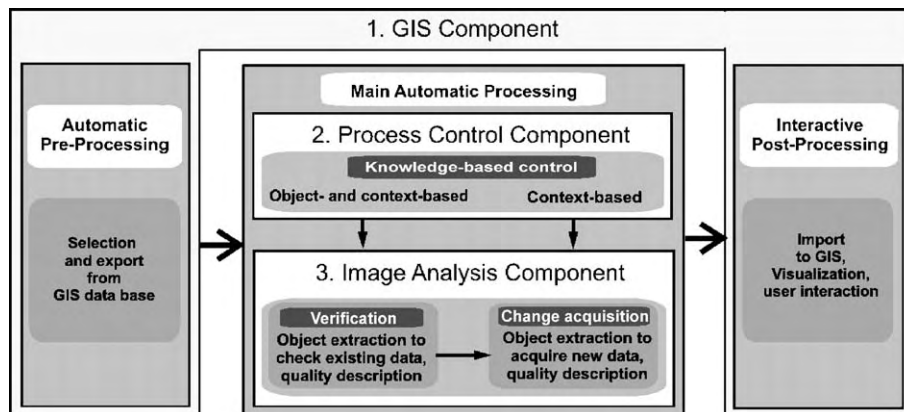 1. GIS Component
Automatic
Pre-Processing
Selection
and export
from
GIS data base
Main Automatic Processing
2. Process Control Component
Knowledge-based control
Object- and context-based
Context-based
3. Image Analysis Component
Verification
Object extraction to
check existing data,
quality description
Change acquisition
Object extraction to
acquire new data,
quality description
Interactive
Post-Processing
Import
to GIS,
Visualization,
user interaction